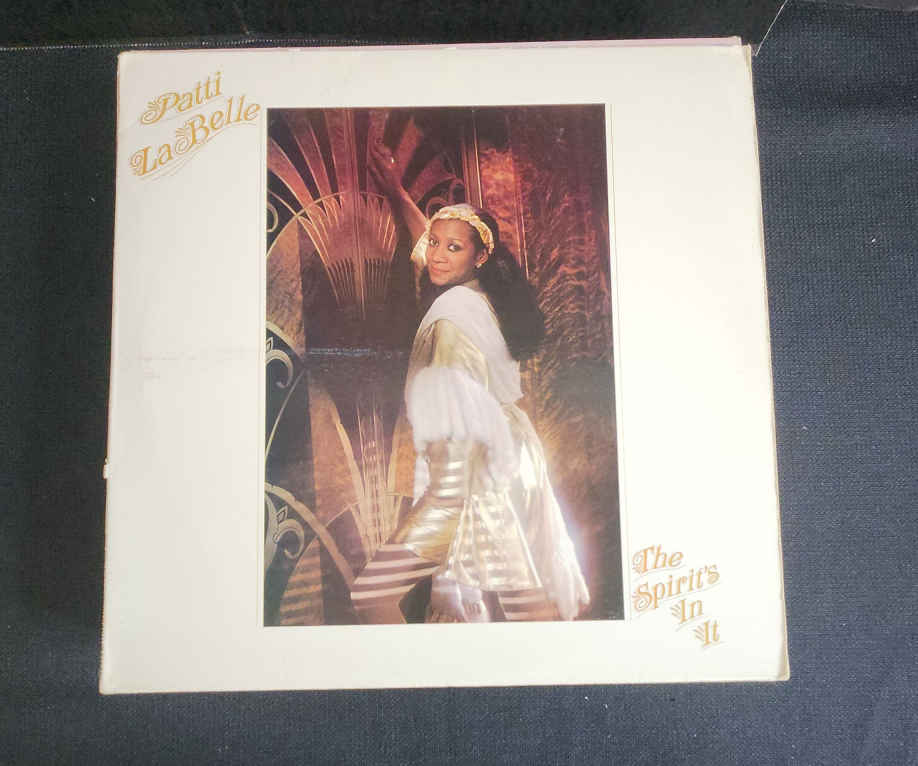 Patti
LaBelle
The
Spirit's
In
It